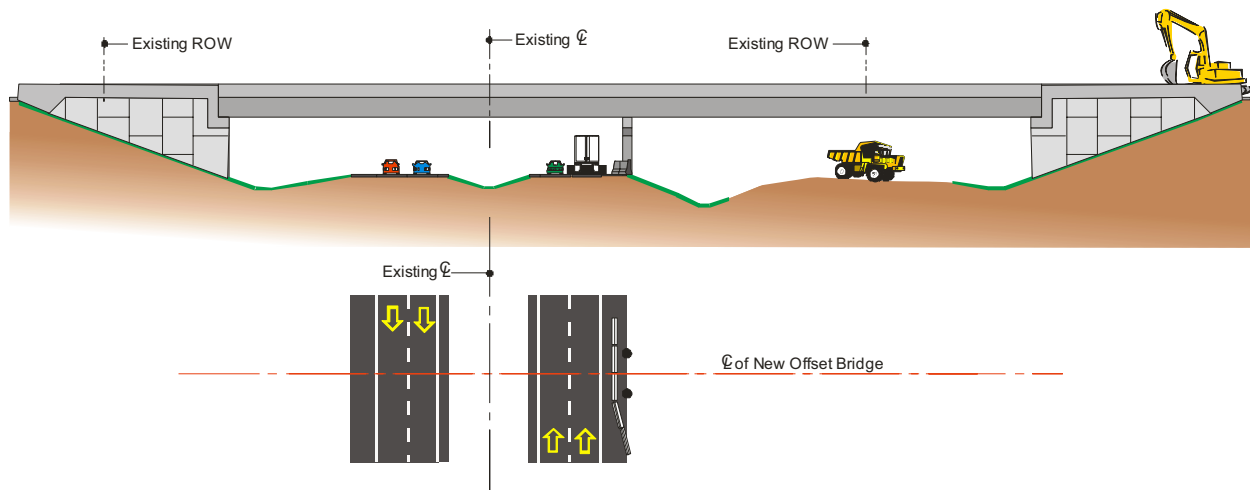 Existing ROW
Existing ℄
Existing ROW
Existing ℄
℄ of New Offset Bridge